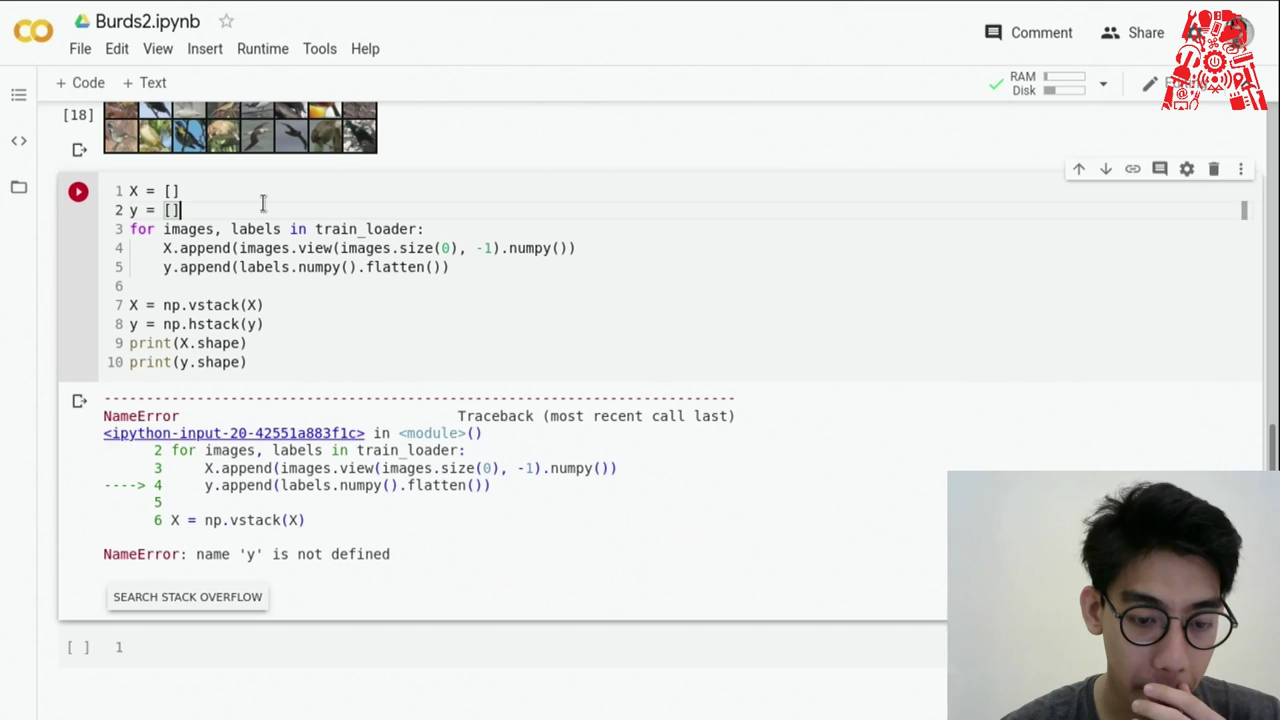 Burds2.ipynb
File Edit View Insert Runtime Tools Help
Comment
Share
+ Code + Text
RAM
Disk
[18]
1 X = []
2 y = []
3 for images, labels in train_loader:
4 X.append(images.view(images.size(0), -1).numpy())
5 y.append(labels.numpy().flatten())
6
7 X = np.vstack(X)
8 y = np.hstack(y)
9 print(X.shape)
10 print(y.shape)
---------------------------------------------------------------------------
NameError Traceback (most recent call last)
<ipython-input-20-42551a883f1c> in <module>()
2 for images, labels in train_loader:
3 X.append(images.view(images.size(0), -1).numpy())
----> 4 y.append(labels.numpy().flatten())
5
6 X = np.vstack(X)
NameError: name 'y' is not defined
SEARCH STACK OVERFLOW
[ ] 1